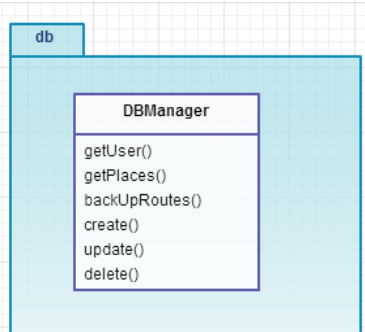 db
DBManager
getUser()
getPlaces()
backUpRoutes()
create()
update()
delete()